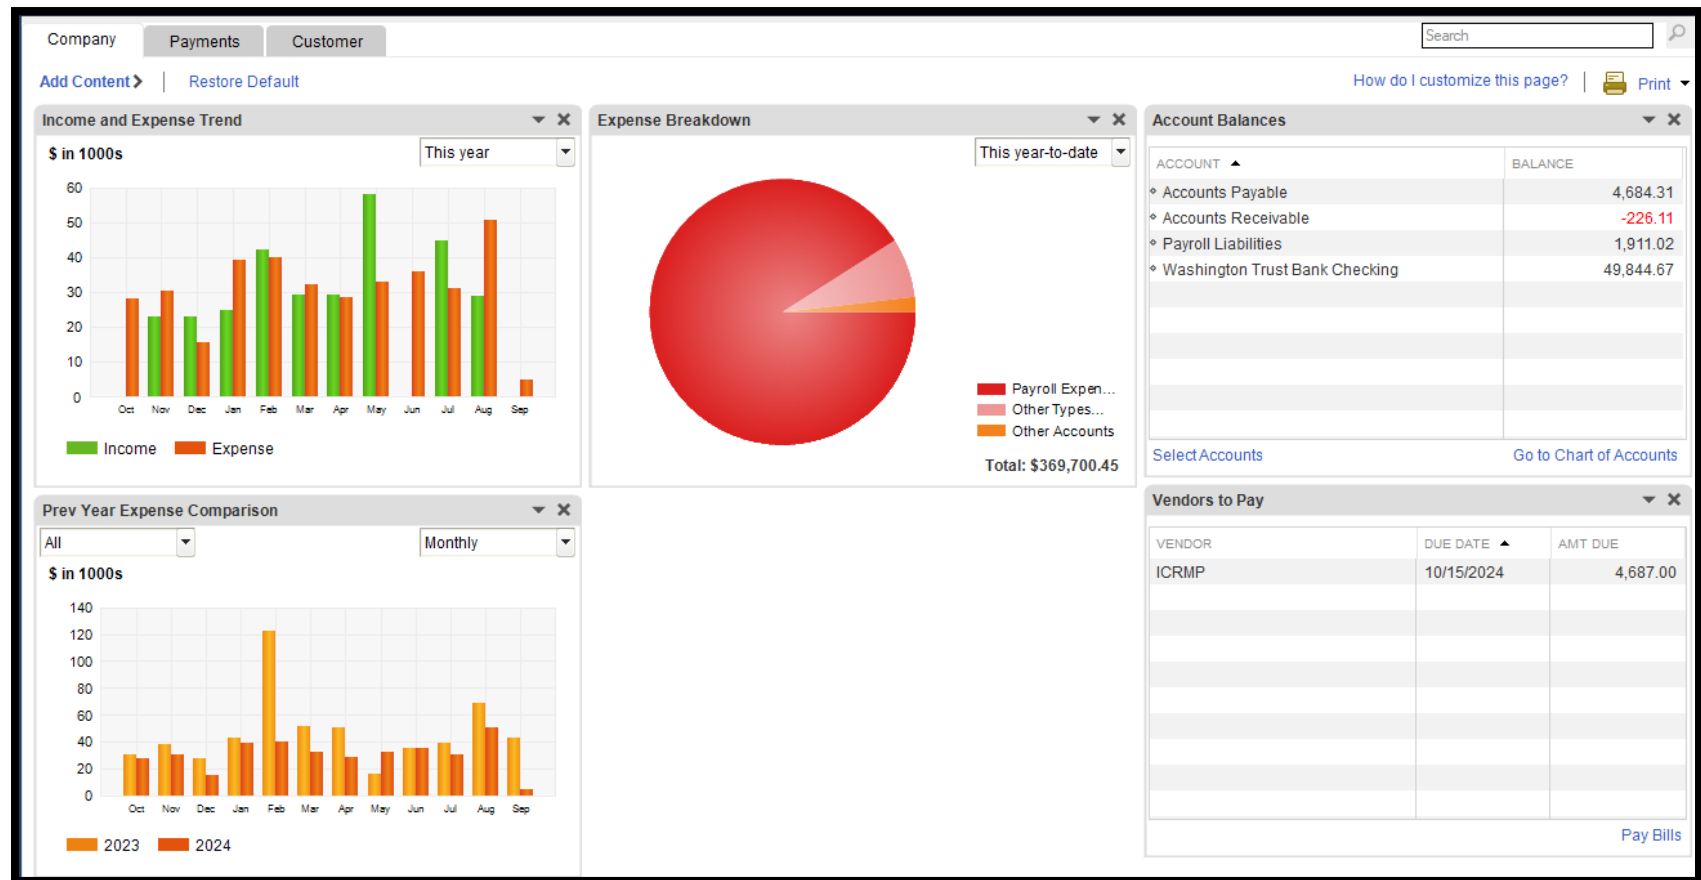 Company Payments Customer Search
Add Content Restore Default How do I customize this page? Print
Income and Expense Trend
$ in 1000s This year
60
50
40
30
20
10
0
Oct Nov Dec Jan Feb Mar Apr May Jun Jul Aug Sep
Income Expense
Expense Breakdown
This year-to-date
Payroll Expen...
Other Types...
Other Accounts
Total: $369,700.45
Account Balances
ACCOUNT BALANCE
Accounts Payable 4,684.31
Accounts Receivable -226.11
Payroll Liabilities 1,911.02
Washington Trust Bank Checking 49,844.67
Select Accounts Go to Chart of Accounts
Prev Year Expense Comparison
All Monthly
$ in 1000s
140
120
100
80
60
40
20
0
Oct Nov Dec Jan Feb Mar Apr May Jun Jul Aug Sep
2023 2024
Vendors to Pay
VENDOR DUE DATE AMT DUE
ICRMP 10/15/2024 4,687.00
Pay Bills